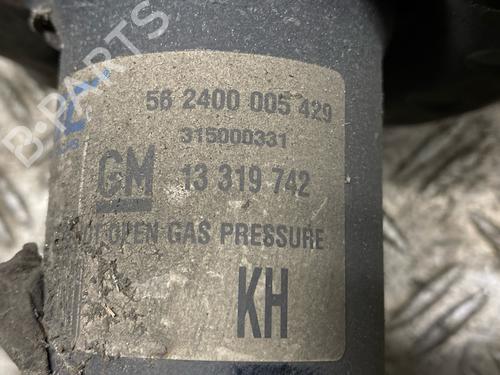 B-PARTS
56 2400 005 429
315000331
GM 13 319 742
OPEN GAS PRESSURE
KH